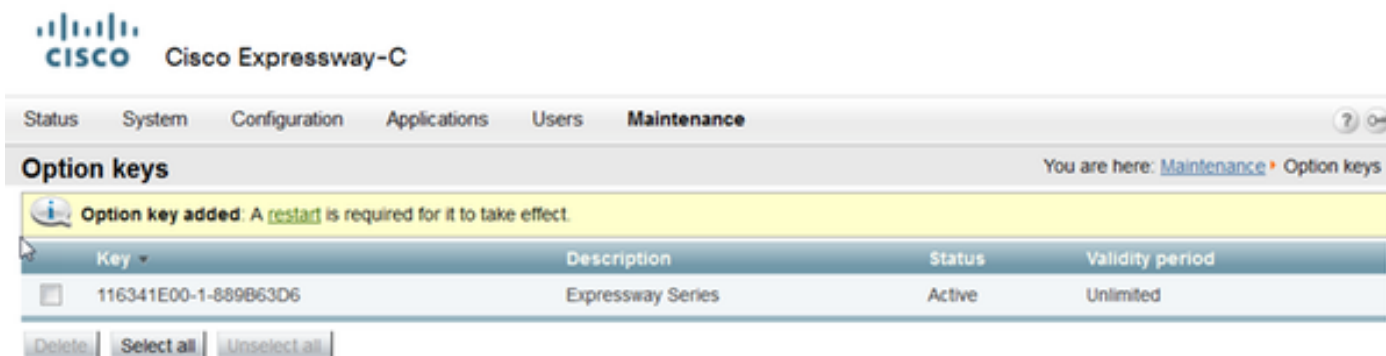 CISCO Cisco Expressway-C
Status System Configuration Applications Users Maintenance ?
Option keys You are here: Maintenance Option keys
Option key added: A restart is required for it to take effect.
Key Description Status Validity period
116341E00-1-889B63D6 Expressway Series Active Unlimited
Delete Select all Unselect all